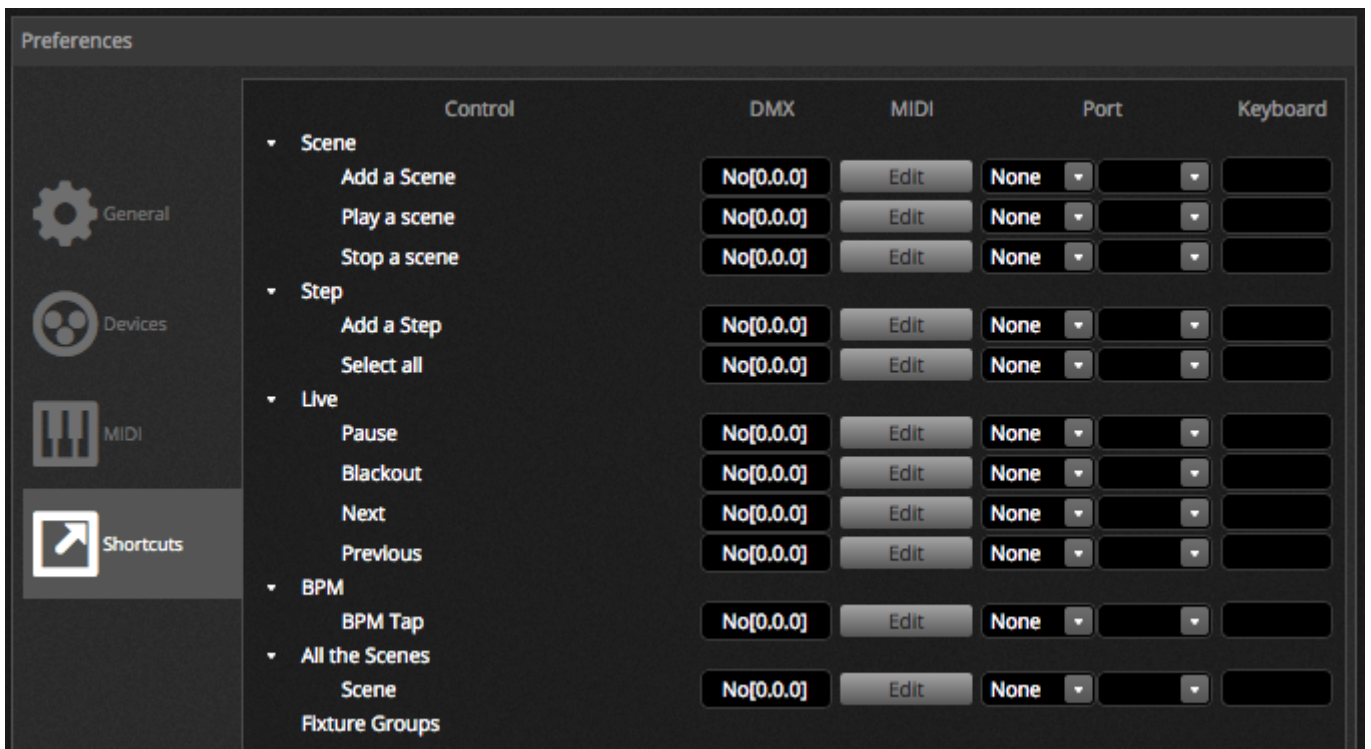 Preferences
Control DMX MIDI Port Keyboard
Scene
Add a Scene No[0.0.0] Edit None
General
Play a scene No[0.0.0] Edit None
Stop a scene No[0.0.0] Edit None
Step
Devices
Add a Step No[0.0.0] Edit None
Select all No[0.0.0] Edit None
Live
MIDI
Pause No[0.0.0] Edit None
Blackout No[0.0.0] Edit None
Next No[0.0.0] Edit None
Shortcuts
Previous No[0.0.0] Edit None
BPM
BPM Tap No[0.0.0] Edit None
All the Scenes
Scene No[0.0.0] Edit None
Fixture Groups